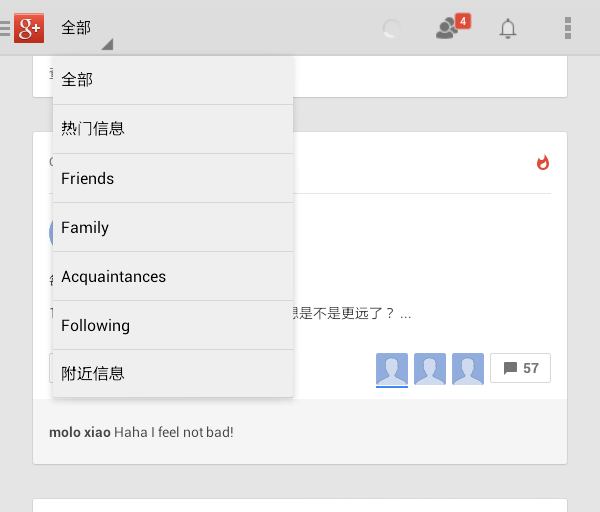 g+
全部
4
全部
热门信息
Friends
Family
Acquaintances
Following
附近信息
想是不是更远了？...
57
molo xiao Haha I feel not bad!